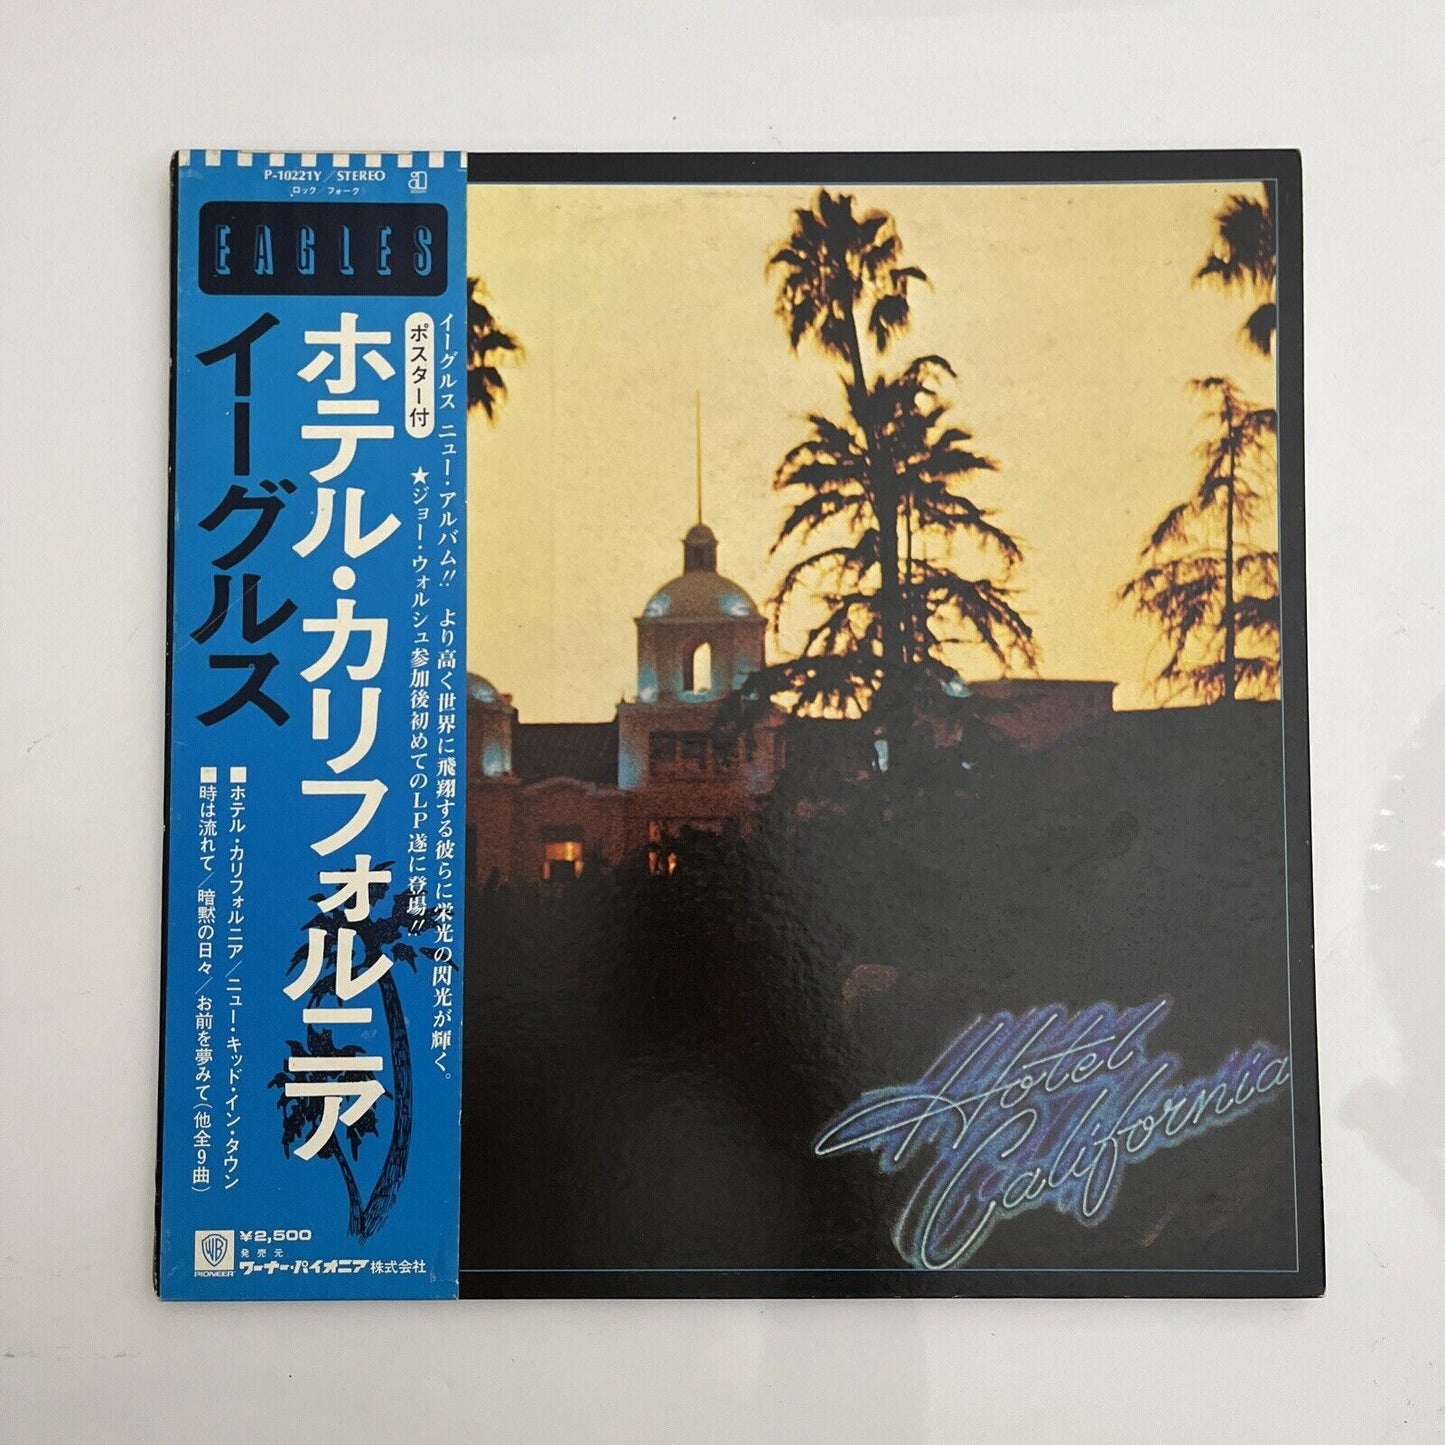 P-10221Y/STEREO
(ロック/フォーク)
EAGLES
イーグルス ニュー・アルバム!! より高く世界に飛翔する彼らに栄光の閃光が輝く。
ポスター付
★ジョー・ウォルシュ参加後初めてのLP遂に登場!!
ホテル・カリフォルニア
イーグルス
■ホテル・カリフォルニア/ニュー・キッド・イン・タウン
■時は流れて/暗黙の日々/お前を夢みて(他全9曲)
WB
PIONEER
¥2,500
発売元
ワーナー・パイオニア株式会社
Hotel
California